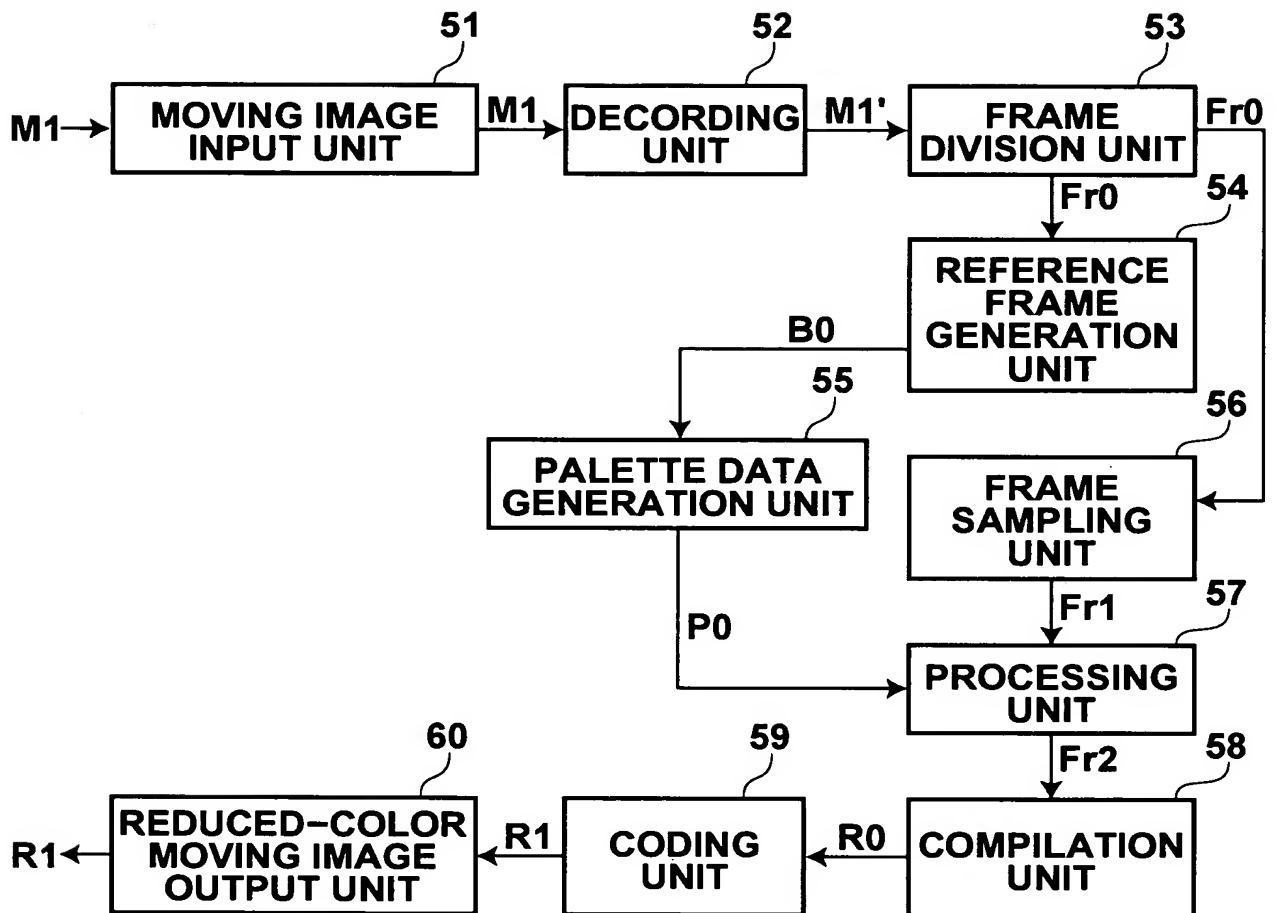 51
52
53
M1
MOVING IMAGE
INPUT UNIT
M1
DECORDING
UNIT
M1'
FRAME
DIVISION UNIT
Fr0
Fr0
54
REFERENCE
FRAME
GENERATION
UNIT
B0
55
PALETTE DATA
GENERATION UNIT
56
FRAME
SAMPLING
UNIT
P0
Fr1
57
PROCESSING
UNIT
Fr2
60
59
58
R1
REDUCED-COLOR
MOVING IMAGE
OUTPUT UNIT
R1
CODING
UNIT
R0
COMPILATION
UNIT